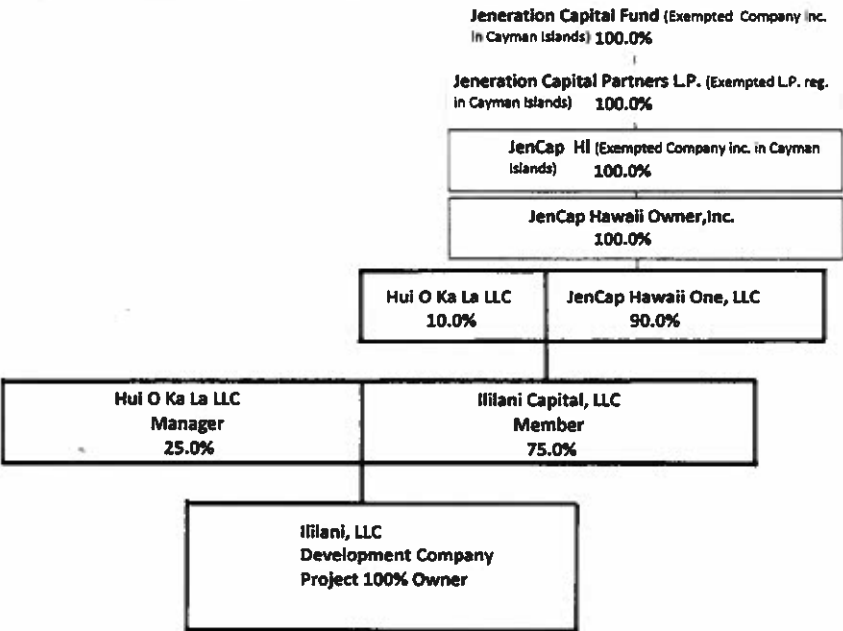 Jeneration Capital Fund (Exempted Company inc.
in Cayman Islands) 100.0%
Jeneration Capital Partners L.P. (Exempted L.P. reg.
in Cayman Islands) 100.0%
JenCap HI (Exempted Company inc. in Cayman
Islands) 100.0%
JenCap Hawaii Owner,Inc.
100.0%
Hui O Ka La LLC
10.0%
JenCap Hawaii One, LLC
90.0%
Hui O Ka La LLC
Manager
25.0%
Ililani Capital, LLC
Member
75.0%
Ililani, LLC
Development Company
Project 100% Owner